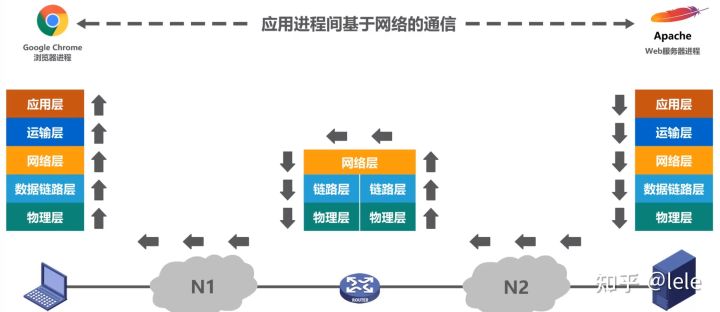 应用进程间基于网络的通信
Google Chrome
浏览器进程
Apache
Web服务器进程
应用层
运输层
网络层
数据链路层
物理层
网络层
链路层 链路层
物理层 物理层
应用层
运输层
网络层
数据链路层
物理层
N1
ROUTER
N2
知乎 @lele